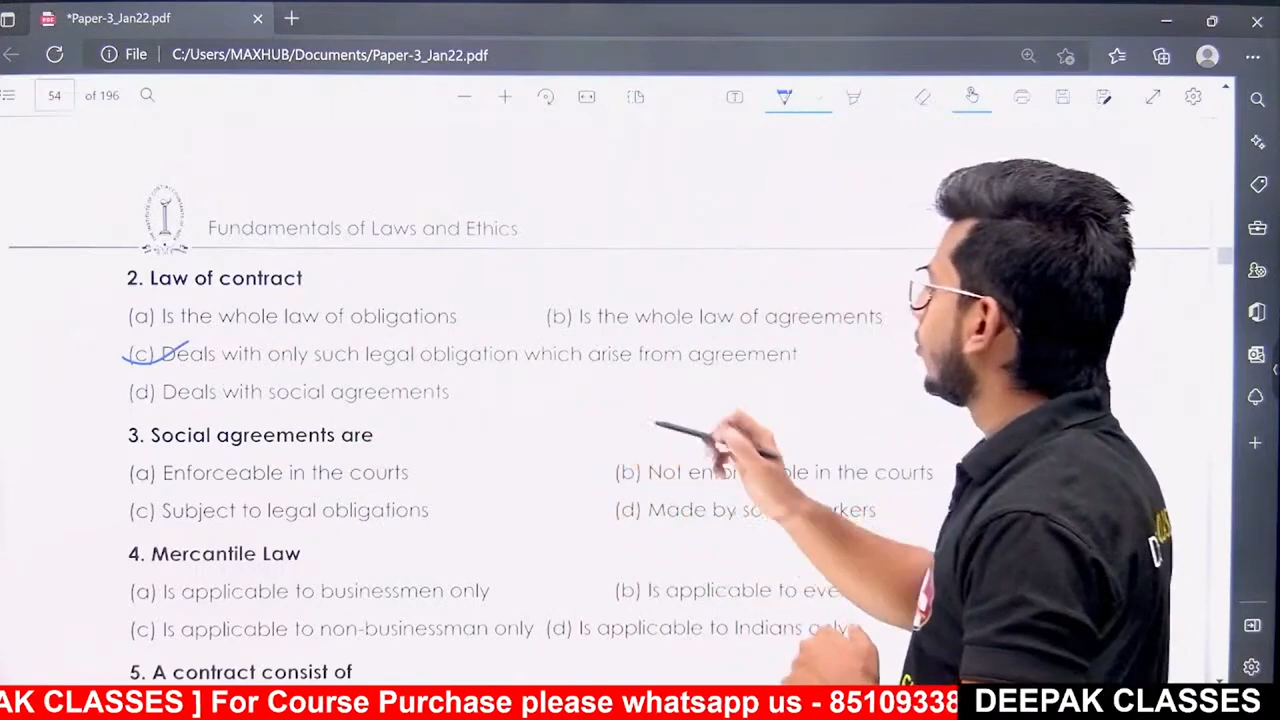 *Paper-3_Jan22.pdf
File C:/Users/MAXHUB/Documents/Paper-3_Jan22.pdf
54 of 196
Fundamentals of Laws and Ethics
2. Law of contract
(a) Is the whole law of obligations (b) Is the whole law of agreements
(c) Deals with only such legal obligation which arise from agreement
(d) Deals with social agreements
3. Social agreements are
(a) Enforceable in the courts (b) Not in the courts
(c) Subject to legal obligations (d) Made by
4. Mercantile Law
(a) Is applicable to businessmen only (b) Is applicable to
(c) Is applicable to non-businessman only (d) Is applicable to Indians only
5. A contract consist of
AK CLASSES ] For Course Purchase please whatsapp us - 85109338 DEEPAK CLASSES